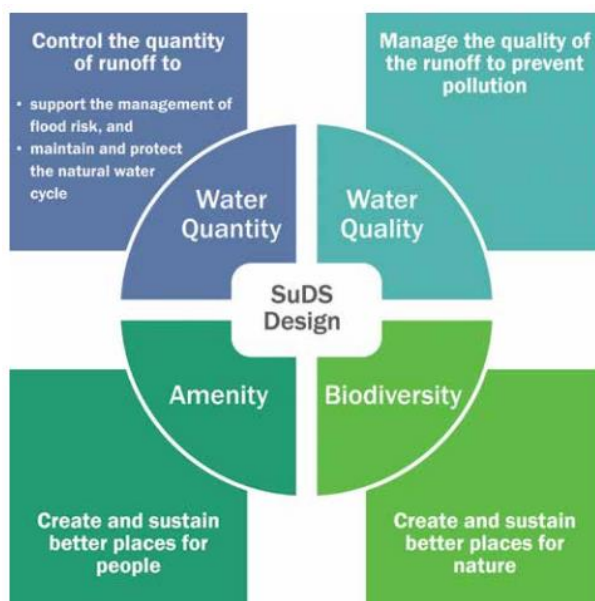 Control the quantity
of runoff to
• support the management of
flood risk, and
• maintain and protect
the natural water
cycle
Manage the quality of
the runoff to prevent
pollution
Water
Quantity
Water
Quality
SuDS
Design
Amenity
Biodiversity
Create and sustain
better places for
people
Create and sustain
better places for
nature